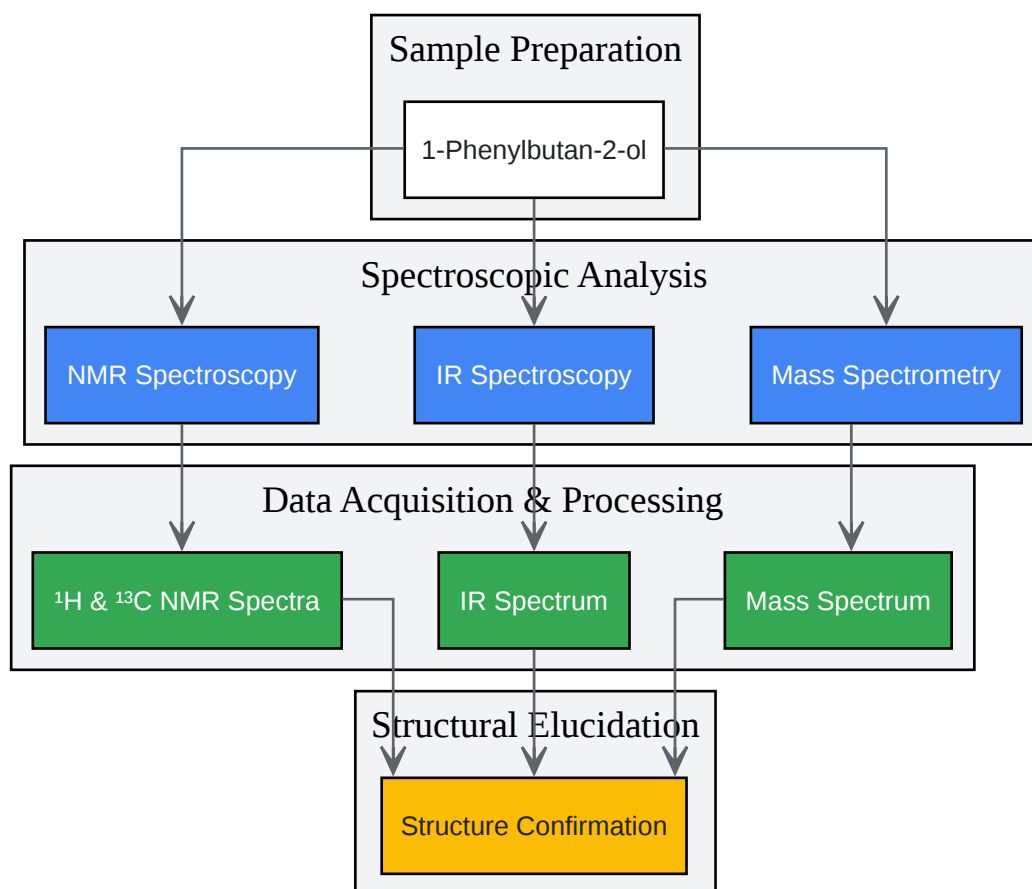 Sample Preparation
1-Phenylbutan-2-ol
Spectroscopic Analysis
NMR Spectroscopy
IR Spectroscopy
Mass Spectrometry
Data Acquisition & Processing
¹H & ¹³C NMR Spectra
IR Spectrum
Mass Spectrum
Structural Elucidation
Structure Confirmation